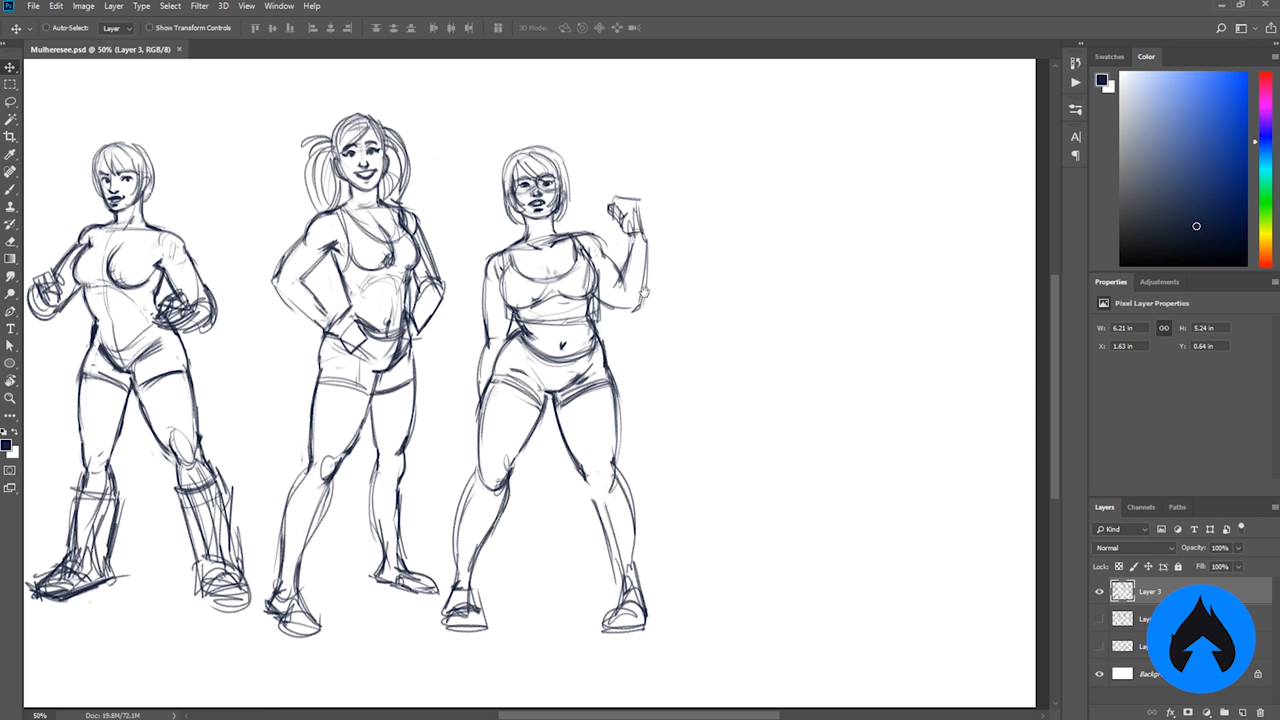 Ps File Edit Image Layer Type Select Filter 3D View Window Help
Auto-Select: Layer Show Transform Controls 3D Mode:
Mulheresee.psd @ 50% (Layer 3, RGB/8) ×
Swatches Color
Properties Adjustments
Pixel Layer Properties
W: 6.21 in H: 5.24 in
X: 1.63 in Y: 0.64 in
Layers Channels Paths
Kind
Normal Opacity: 100%
Lock: Fill: 100%
Layer 3
50% Doc: 19.8M/72.1M